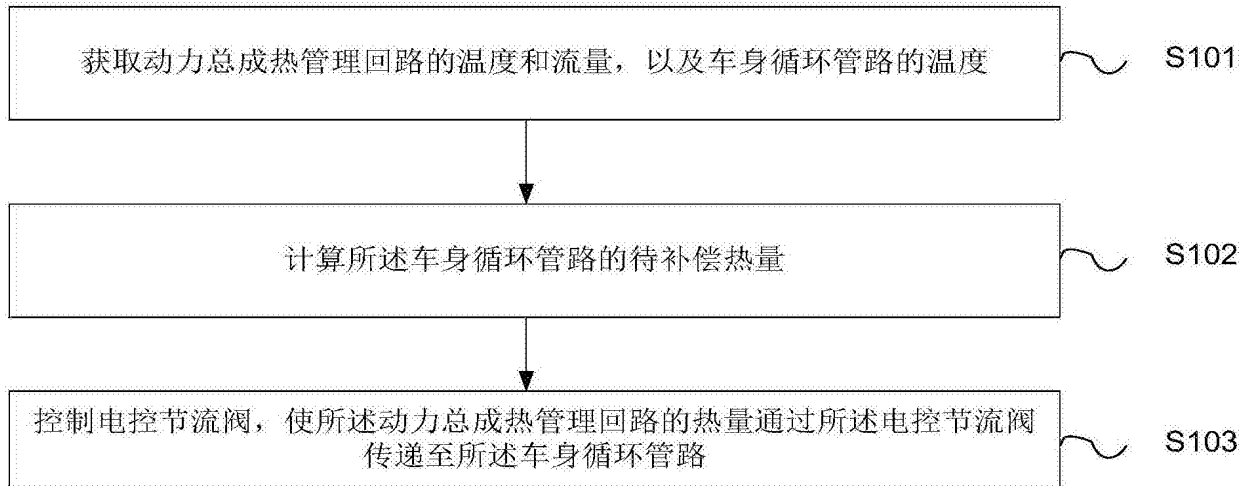 获取动力总成热管理回路的温度和流量，以及车身循环管路的温度
S101
计算所述车身循环管路的待补偿热量
S102
控制电控节流阀，使所述动力总成热管理回路的热量通过所述电控节流阀
传递至所述车身循环管路
S103